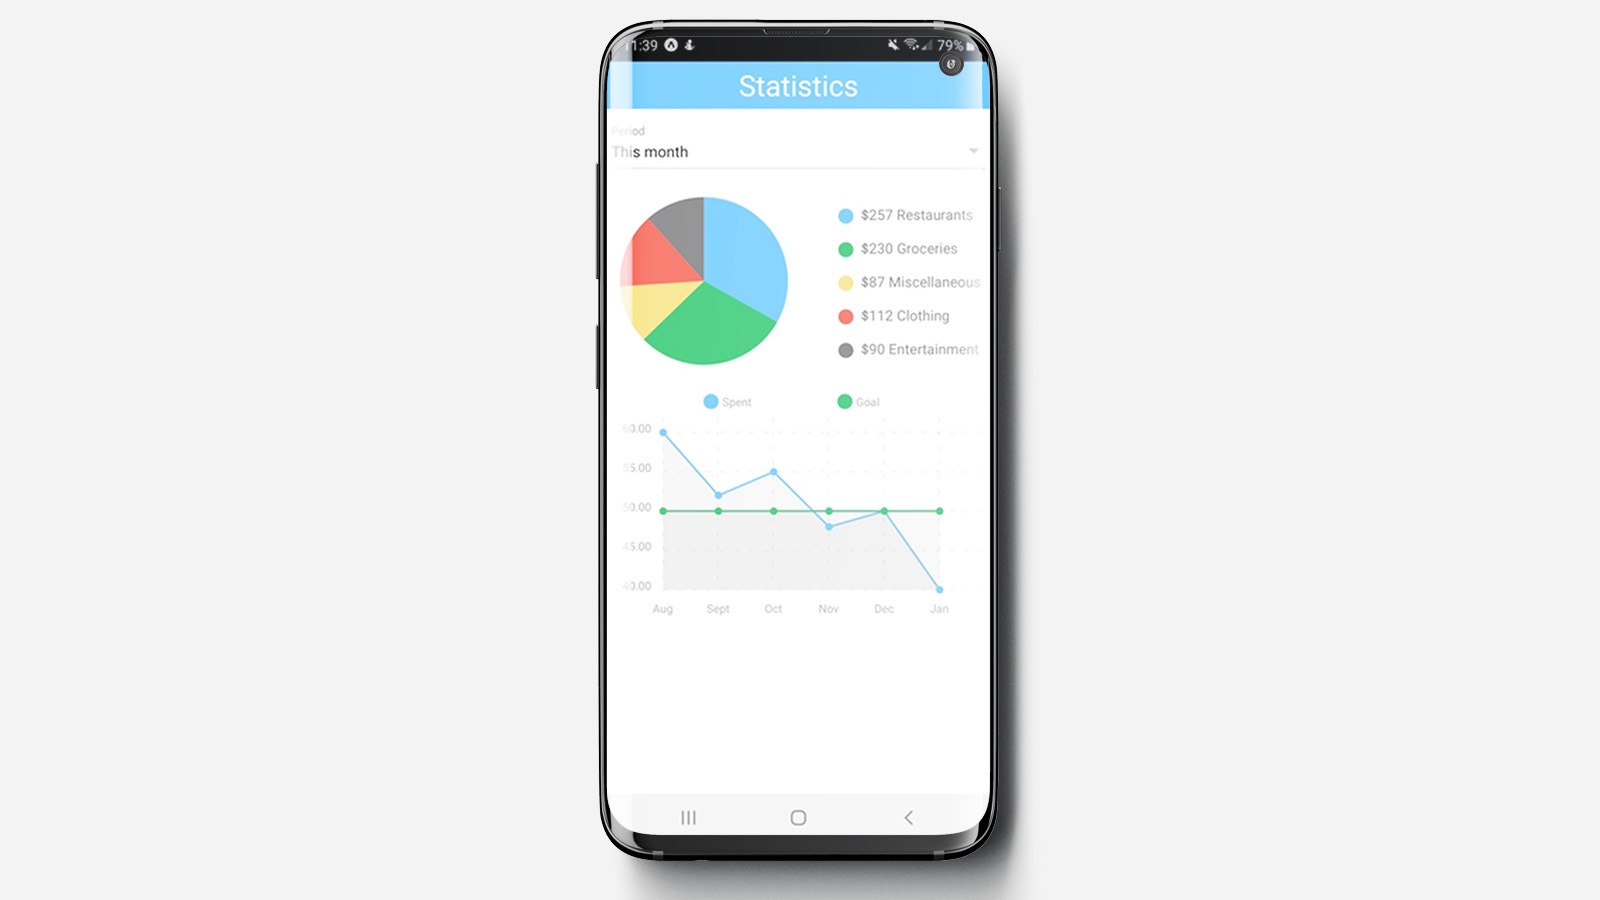 11:39 79%
Statistics
Period
This month
$257 Restaurants
$230 Groceries
$87 Miscellaneous
$112 Clothing
$90 Entertainment
Spent Goal
60.00
55.00
50.00
45.00
40.00
Aug Sept Oct Nov Dec Jan